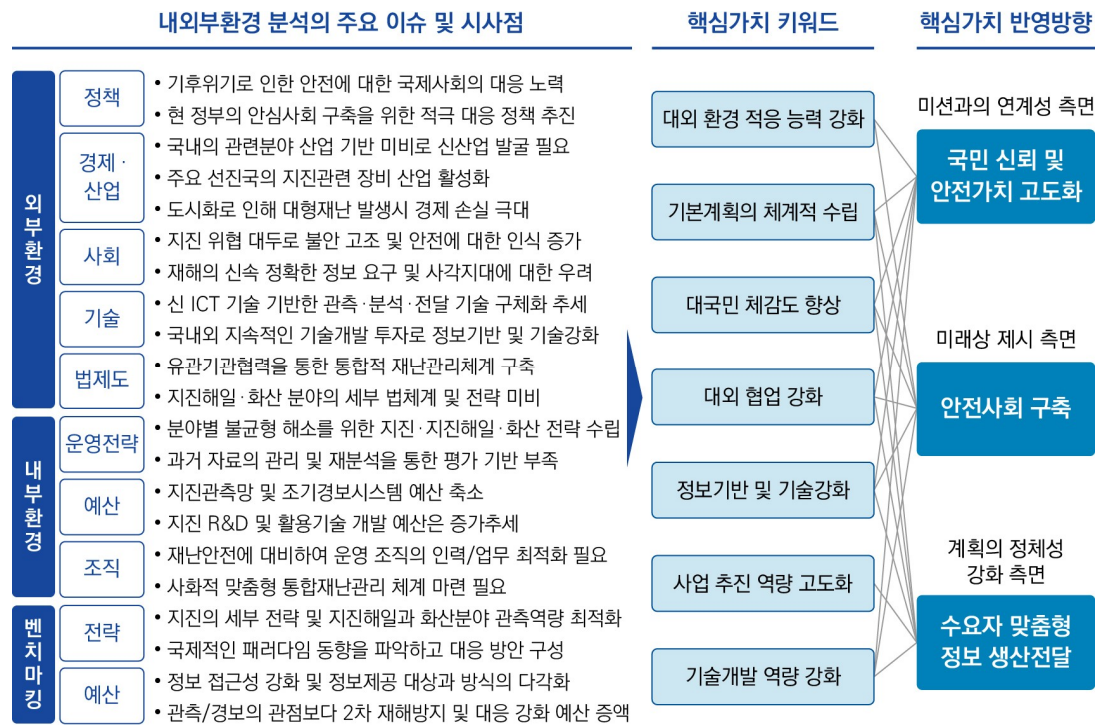 내외부환경 분석의 주요 이슈 및 시사점
핵심가치 키워드
핵심가치 반영방향
외부환경
정책
• 기후위기로 인한 안전에 대한 국제사회의 대응 노력
• 현 정부의 안심사회 구축을 위한 적극 대응 정책 추진
경제·
산업
• 국내의 관련분야 산업 기반 미비로 신산업 발굴 필요
• 주요 선진국의 지진관련 장비 산업 활성화
• 도시화로 인해 대형재난 발생시 경제 손실 극대
사회
• 지진 위협 대두로 불안 고조 및 안전에 대한 인식 증가
• 재해의 신속 정확한 정보 요구 및 사각지대에 대한 우려
기술
• 신 ICT 기술 기반한 관측·분석·전달 기술 구체화 추세
• 국내외 지속적인 기술개발 투자로 정보기반 및 기술강화
법제도
• 유관기관협력을 통한 통합적 재난관리체계 구축
• 지진해일·화산 분야의 세부 법체계 및 전략 미비
내부환경
운영전략
• 분야별 불균형 해소를 위한 지진·지진해일·화산 전략 수립
• 과거 자료의 관리 및 재분석을 통한 평가 기반 부족
예산
• 지진관측망 및 조기경보시스템 예산 축소
• 지진 R&D 및 활용기술 개발 예산은 증가추세
조직
• 재난안전에 대비하여 운영 조직의 인력/업무 최적화 필요
• 사화적 맞춤형 통합재난관리 체계 마련 필요
벤치마킹
전략
• 지진의 세부 전략 및 지진해일과 화산분야 관측역량 최적화
• 국제적인 패러다임 동향을 파악하고 대응 방안 구성
예산
• 정보 접근성 강화 및 정보제공 대상과 방식의 다각화
• 관측/경보의 관점보다 2차 재해방지 및 대응 강화 예산 증액
대외 환경 적응 능력 강화
기본계획의 체계적 수립
대국민 체감도 향상
대외 협업 강화
정보기반 및 기술강화
사업 추진 역량 고도화
기술개발 역량 강화
미션과의 연계성 측면
국민 신뢰 및
안전가치 고도화
미래상 제시 측면
안전사회 구축
계획의 정체성
강화 측면
수요자 맞춤형
정보 생산전달